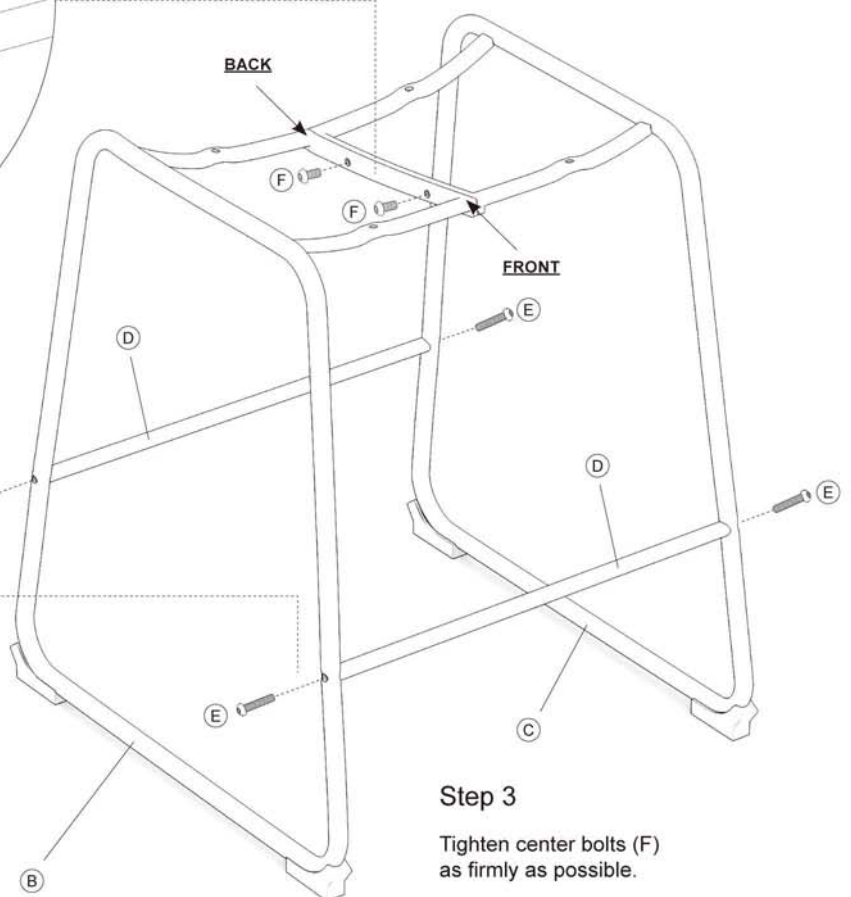 BACK
F
F
FRONT
E
D
D
E
E
C
Step 3
Tighten center bolts (F)
as firmly as possible.
B